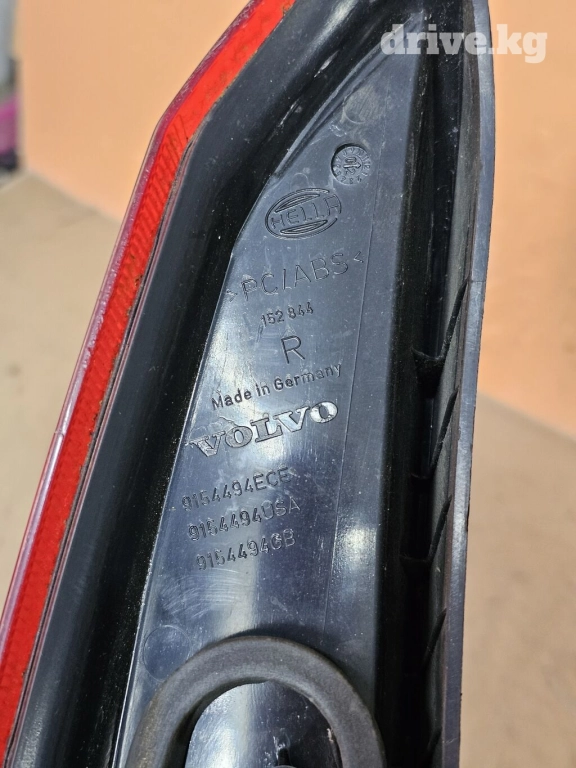 drive.kg
HELLA
>PC/ABS<
152 844
R
Made in Germany
VOLVO
9154494ECE
9154494USA
9154494GB